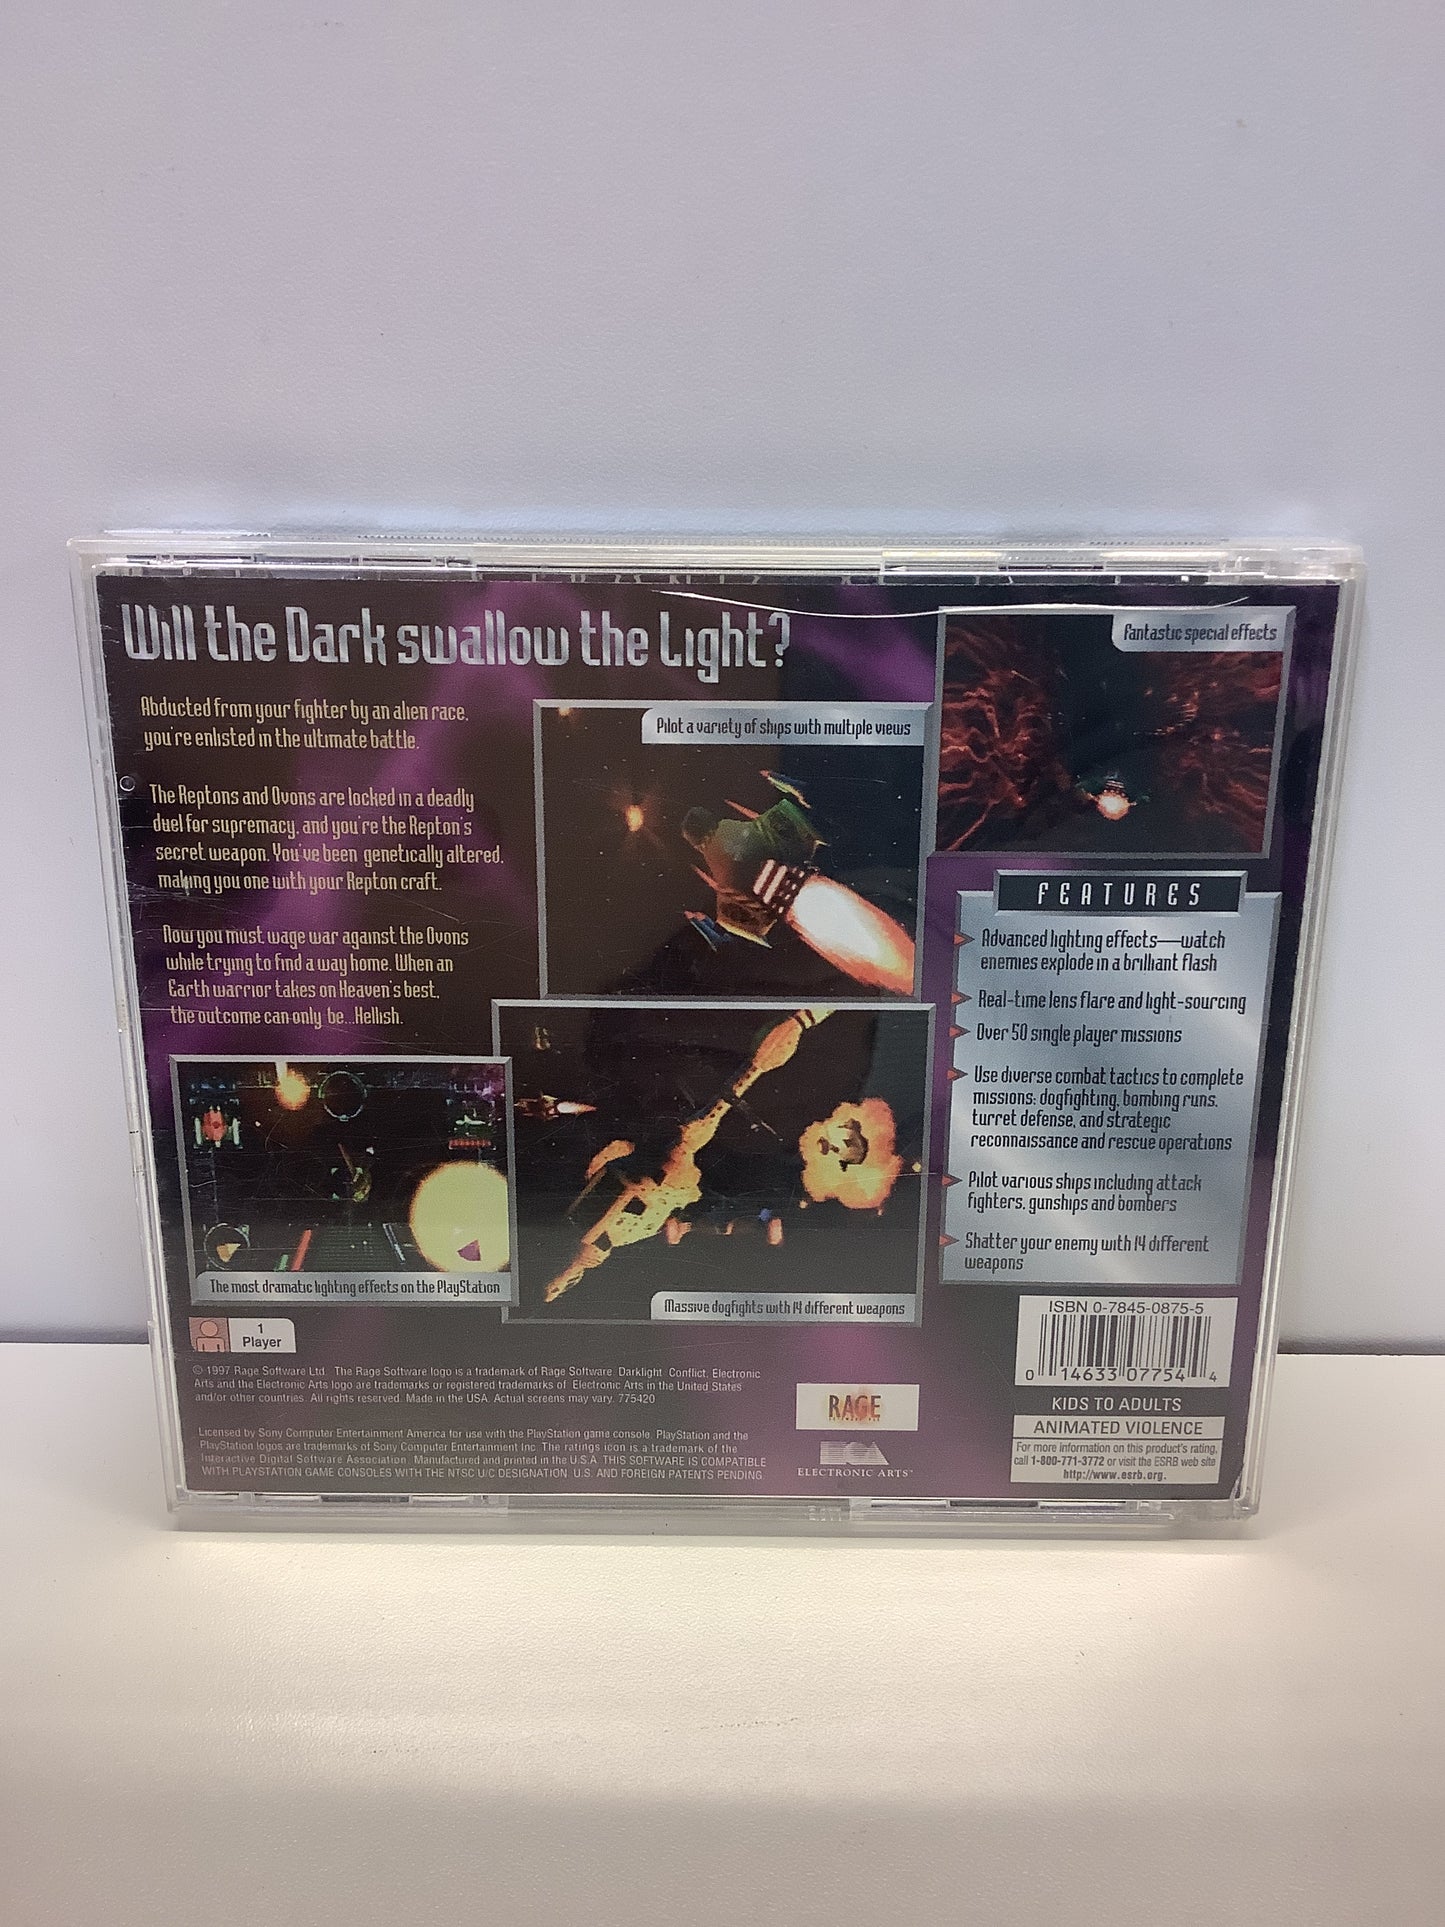 Will the Dark swallow the Light?
Abducted from your fighter by an alien race,
you're enlisted in the ultimate battle.
The Reptons and Ovons are locked in a deadly
duel for supremacy, and you're the Repton's
secret weapon. You've been genetically altered,
making you one with your Repton craft.
Now you must wage war against the Ovons
while trying to find a way home. When an
Earth warrior takes on Heaven's best,
the outcome can only be...Hellish.
Pilot a variety of ships with multiple views
Fantastic special effects
The most dramatic lighting effects on the PlayStation
Massive dogfights with 14 different weapons
FEATURES
Advanced lighting effects—watch
enemies explode in a brilliant flash
Real-time lens flare and light-sourcing
Over 50 single player missions
Use diverse combat tactics to complete
missions: dogfighting, bombing runs,
turret defense, and strategic
reconnaissance and rescue operations
Pilot various ships including attack
fighters, gunships and bombers
Shatter your enemy with 14 different
weapons
1
Player
© 1997 Rage Software Ltd. The Rage Software logo is a trademark of Rage Software. Darklight Conflict, Electronic
Arts and the Electronic Arts logo are trademarks or registered trademarks of Electronic Arts in the United States
and/or other countries. All rights reserved. Made in the USA. Actual screens may vary. 775420
Licensed by Sony Computer Entertainment America for use with the PlayStation game console. PlayStation and the
PlayStation logos are trademarks of Sony Computer Entertainment Inc. The ratings icon is a trademark of the
Interactive Digital Software Association. Manufactured and printed in the U.S.A. THIS SOFTWARE IS COMPATIBLE
WITH PLAYSTATION GAME CONSOLES WITH THE NTSC U/C DESIGNATION. U.S. AND FOREIGN PATENTS PENDING.
RAGE
ELECTRONIC ARTS™
ISBN 0-7845-0875-5
0 14633 07754 4
KIDS TO ADULTS
ANIMATED VIOLENCE
For more information on this product's rating,
call 1-800-771-3772 or visit the ESRB web site
http://www.esrb.org.